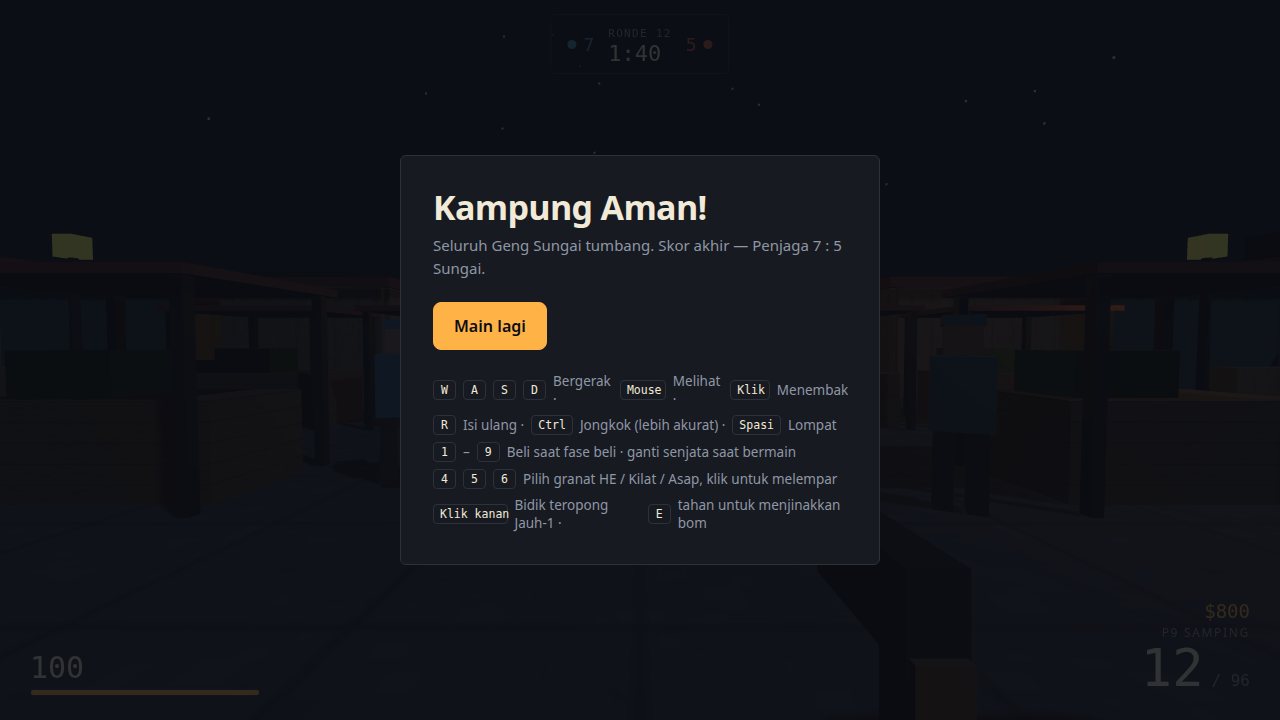 RONDE 12
7 1:40 5
Kampung Aman!
Seluruh Geng Sungai tumbang. Skor akhir — Penjaga 7 : 5
Sungai.
Main lagi
W A S D Bergerak · Mouse Melihat · Klik Menembak
R Isi ulang · Ctrl Jongkok (lebih akurat) · Spasi Lompat
1 – 9 Beli saat fase beli · ganti senjata saat bermain
4 5 6 Pilih granat HE / Kilat / Asap, klik untuk melempar
Klik kanan Bidik teropong Jauh-1 · E tahan untuk menjinakkan bom
$800
P9 SAMPING
100
12 / 96